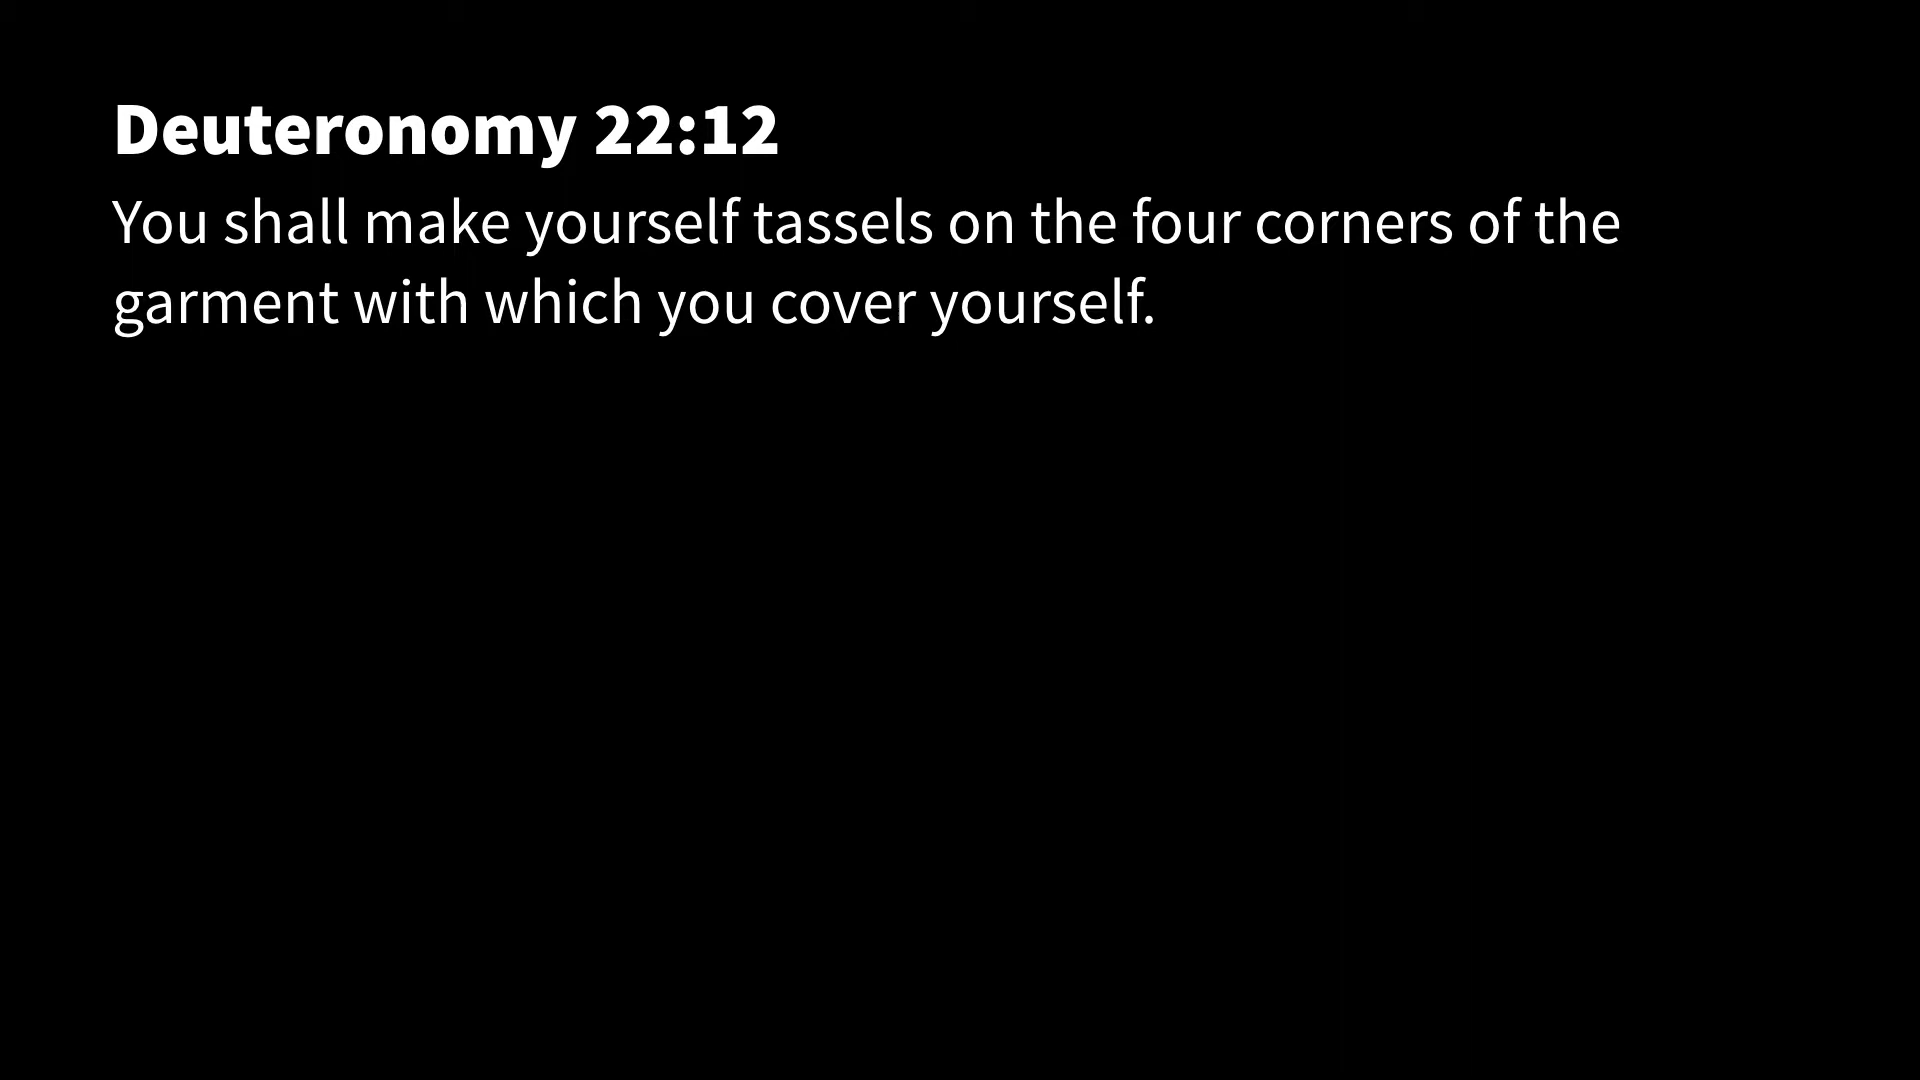 Deuteronomy 22:12
You shall make yourself tassels on the four corners of the
garment with which you cover yourself.